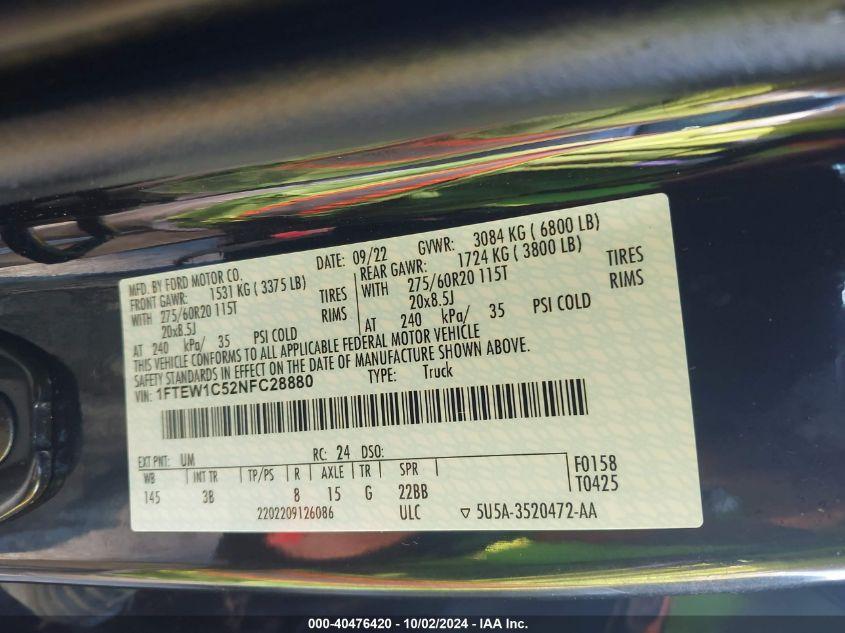 MFD. BY FORD MOTOR CO. DATE: 09/22 GVWR: 3084 KG ( 6800 LB)
FRONT GAWR: 1531 KG ( 3375 LB) REAR GAWR: 1724 KG ( 3800 LB)
WITH 275/60R20 115T TIRES WITH 275/60R20 115T TIRES
20x8.5J RIMS 20x8.5J RIMS
AT 240 kPa/ 35 PSI COLD AT 240 kPa/ 35 PSI COLD
THIS VEHICLE CONFORMS TO ALL APPLICABLE FEDERAL MOTOR VEHICLE
SAFETY STANDARDS IN EFFECT ON THE DATE OF MANUFACTURE SHOWN ABOVE.
VIN: 1FTEW1C52NFC28880 TYPE: Truck
EXT PNT: UM RC: 24 DSO:
WB INT TR TP/PS R AXLE TR SPR F0158
145 3B 8 15 G 22BB T0425
2202209126086 ULC ▽ 5U5A-3520472-AA
000-40476420 - 10/02/2024 - IAA Inc.